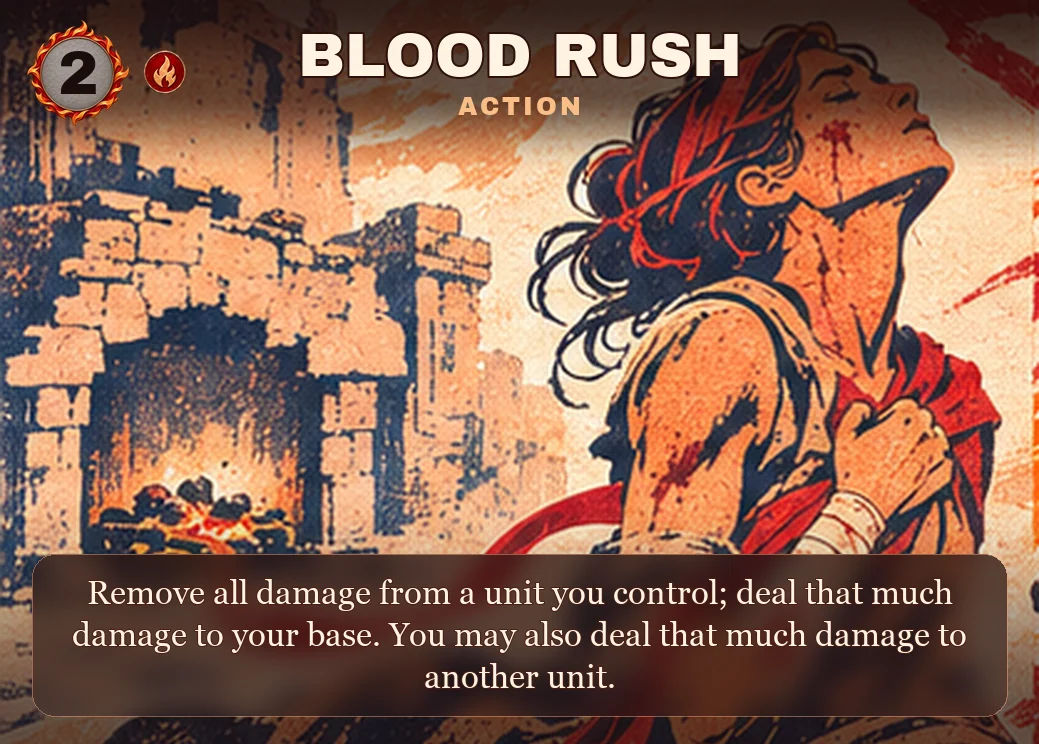 2
BLOOD RUSH
ACTION
Remove all damage from a unit you control; deal that much
damage to your base. You may also deal that much damage to
another unit.